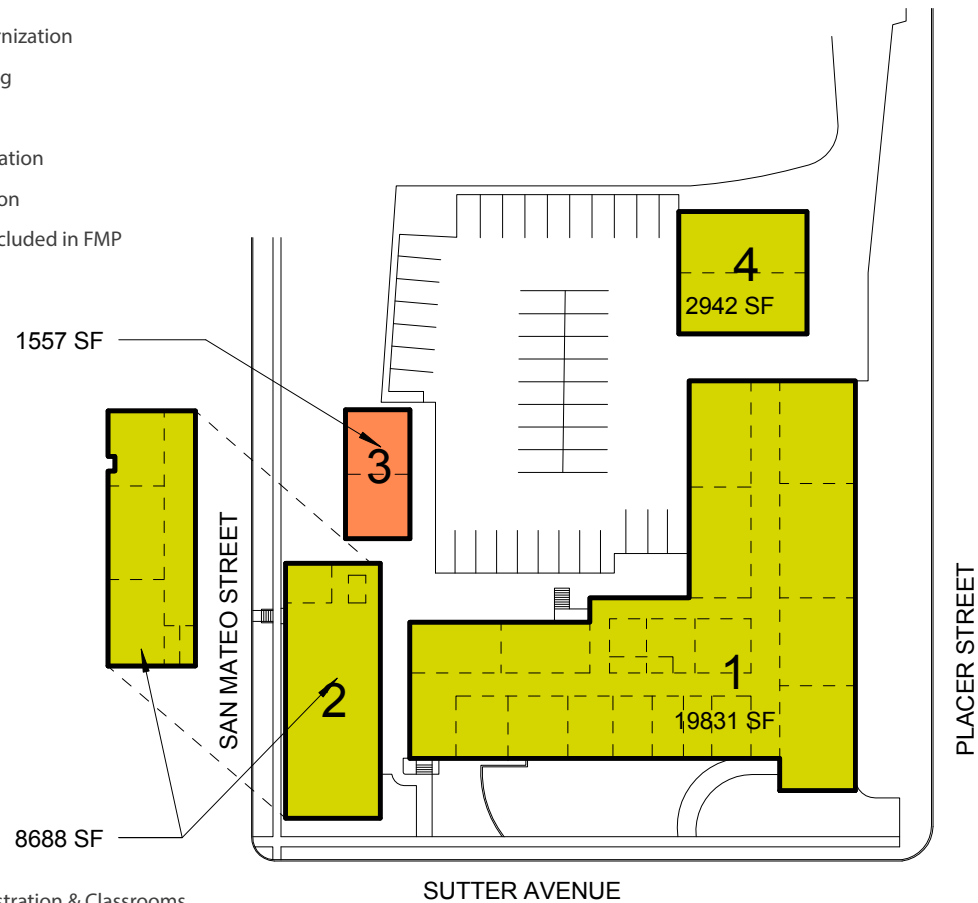 ng
ation
on
cluded in FMP
4
2942 SF
1557 SF
3
SAN MATEO STREET
PLACER STREET
1
2
19831 SF
8688 SF
SUTTER AVENUE
stration & Classrooms